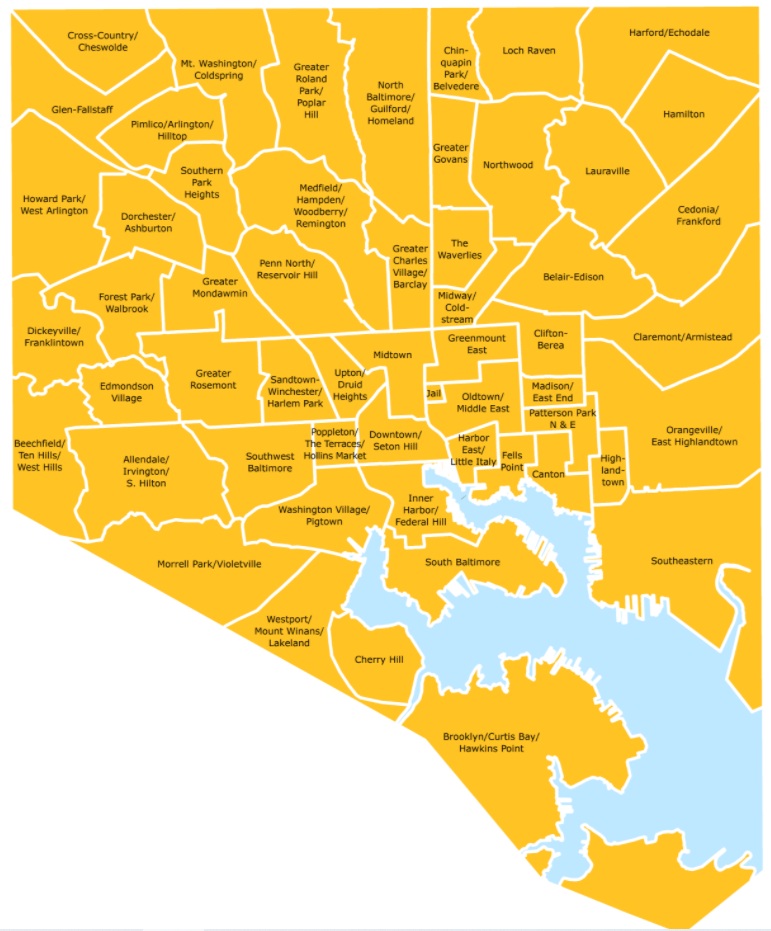 Cross-Country/
Cheswolde
Mt. Washington/
Coldspring
Greater
Roland
Park/
Poplar
Hill
North
Baltimore/
Guilford/
Homeland
Chin-
quapin
Park/
Belvedere
Loch Raven
Harford/Echodale
Glen-Fallstaff
Pimlico/Arlington/
Hilltop
Hamilton
Southern
Park
Heights
Greater
Govans
Northwood
Lauraville
Howard Park/
West Arlington
Dorchester/
Ashburton
Medfield/
Hampden/
Woodberry/
Remington
Cedonia/
Frankford
Greater
Charles
Village/
Barclay
The
Waverlies
Penn North/
Reservoir Hill
Belair-Edison
Greater
Mondawmin
Forest Park/
Walbrook
Midway/
Cold-
stream
Dickeyville/
Franklintown
Greenmount
East
Clifton-
Berea
Claremont/Armistead
Midtown
Greater
Rosemont
Sandtown-
Winchester/
Harlem Park
Upton/
Druid
Heights
Edmondson
Village
Jail
Oldtown/
Middle East
Madison/
East End
Patterson Park
N & E
Orangeville/
East Highlandtown
Beechfield/
Ten Hills/
West Hills
Allendale/
Irvington/
S. Hilton
Southwest
Baltimore
Poppleton/
The Terraces/
Hollins Market
Downtown/
Seton Hill
Harbor
East/
Little Italy
Fells
Point
Canton
High-
land-
town
Washington Village/
Pigtown
Inner
Harbor/
Federal Hill
Morrell Park/Violetville
South Baltimore
Southeastern
Westport/
Mount Winans/
Lakeland
Cherry Hill
Brooklyn/Curtis Bay/
Hawkins Point